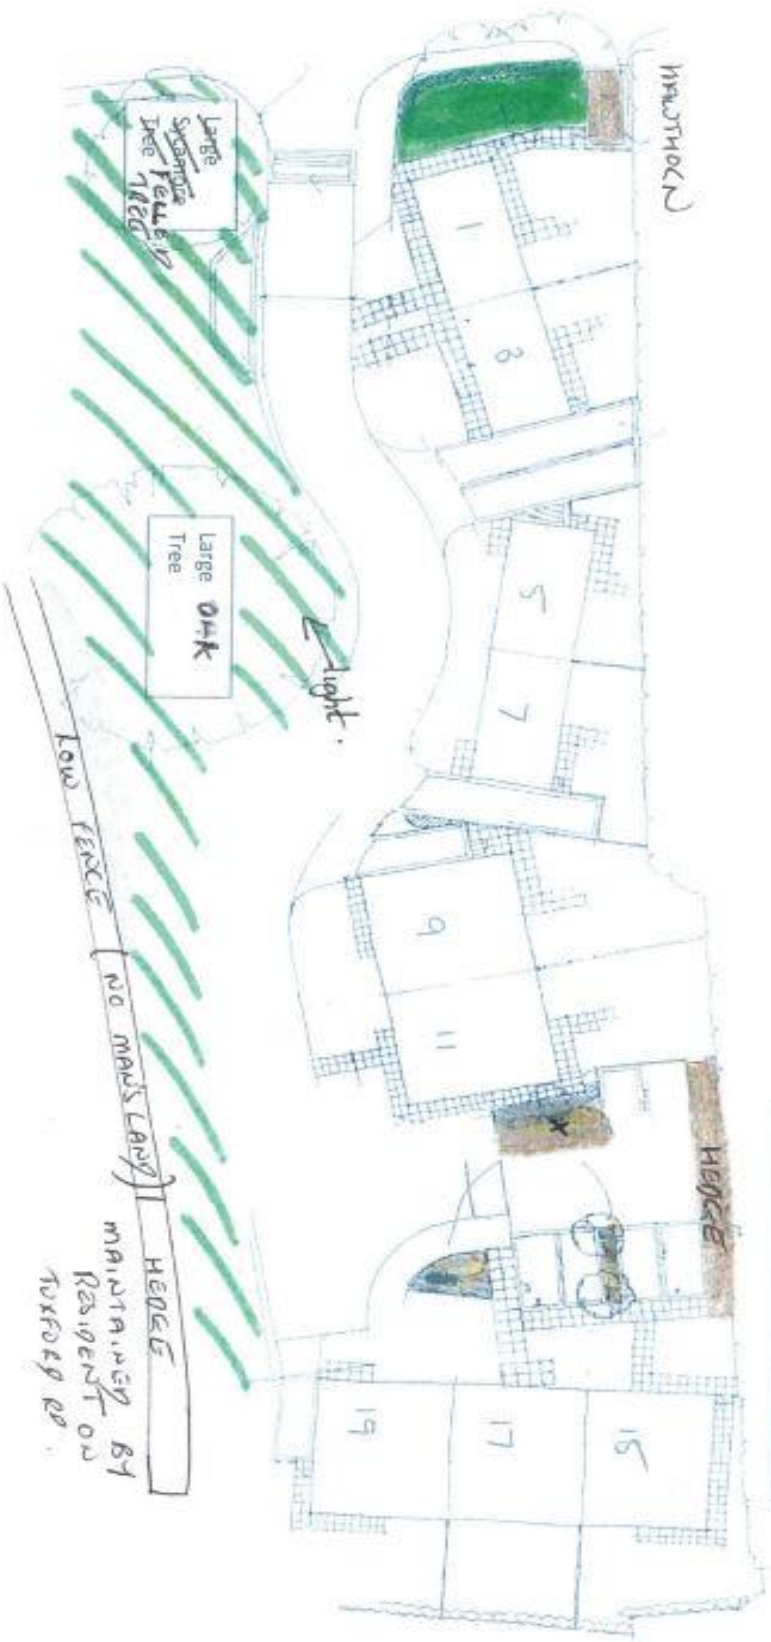 HAWTHOCN
Large
Sycamore
Tree FELLED
TREE
1
3
5
7
9
11
Large OAK
Tree
light.
X
HEDGE
15
17
19
LOW FENCE (NO MAN'S LAND)
HEDGE
MAINTAINED BY
RESIDENT ON
TUXFORD RD.